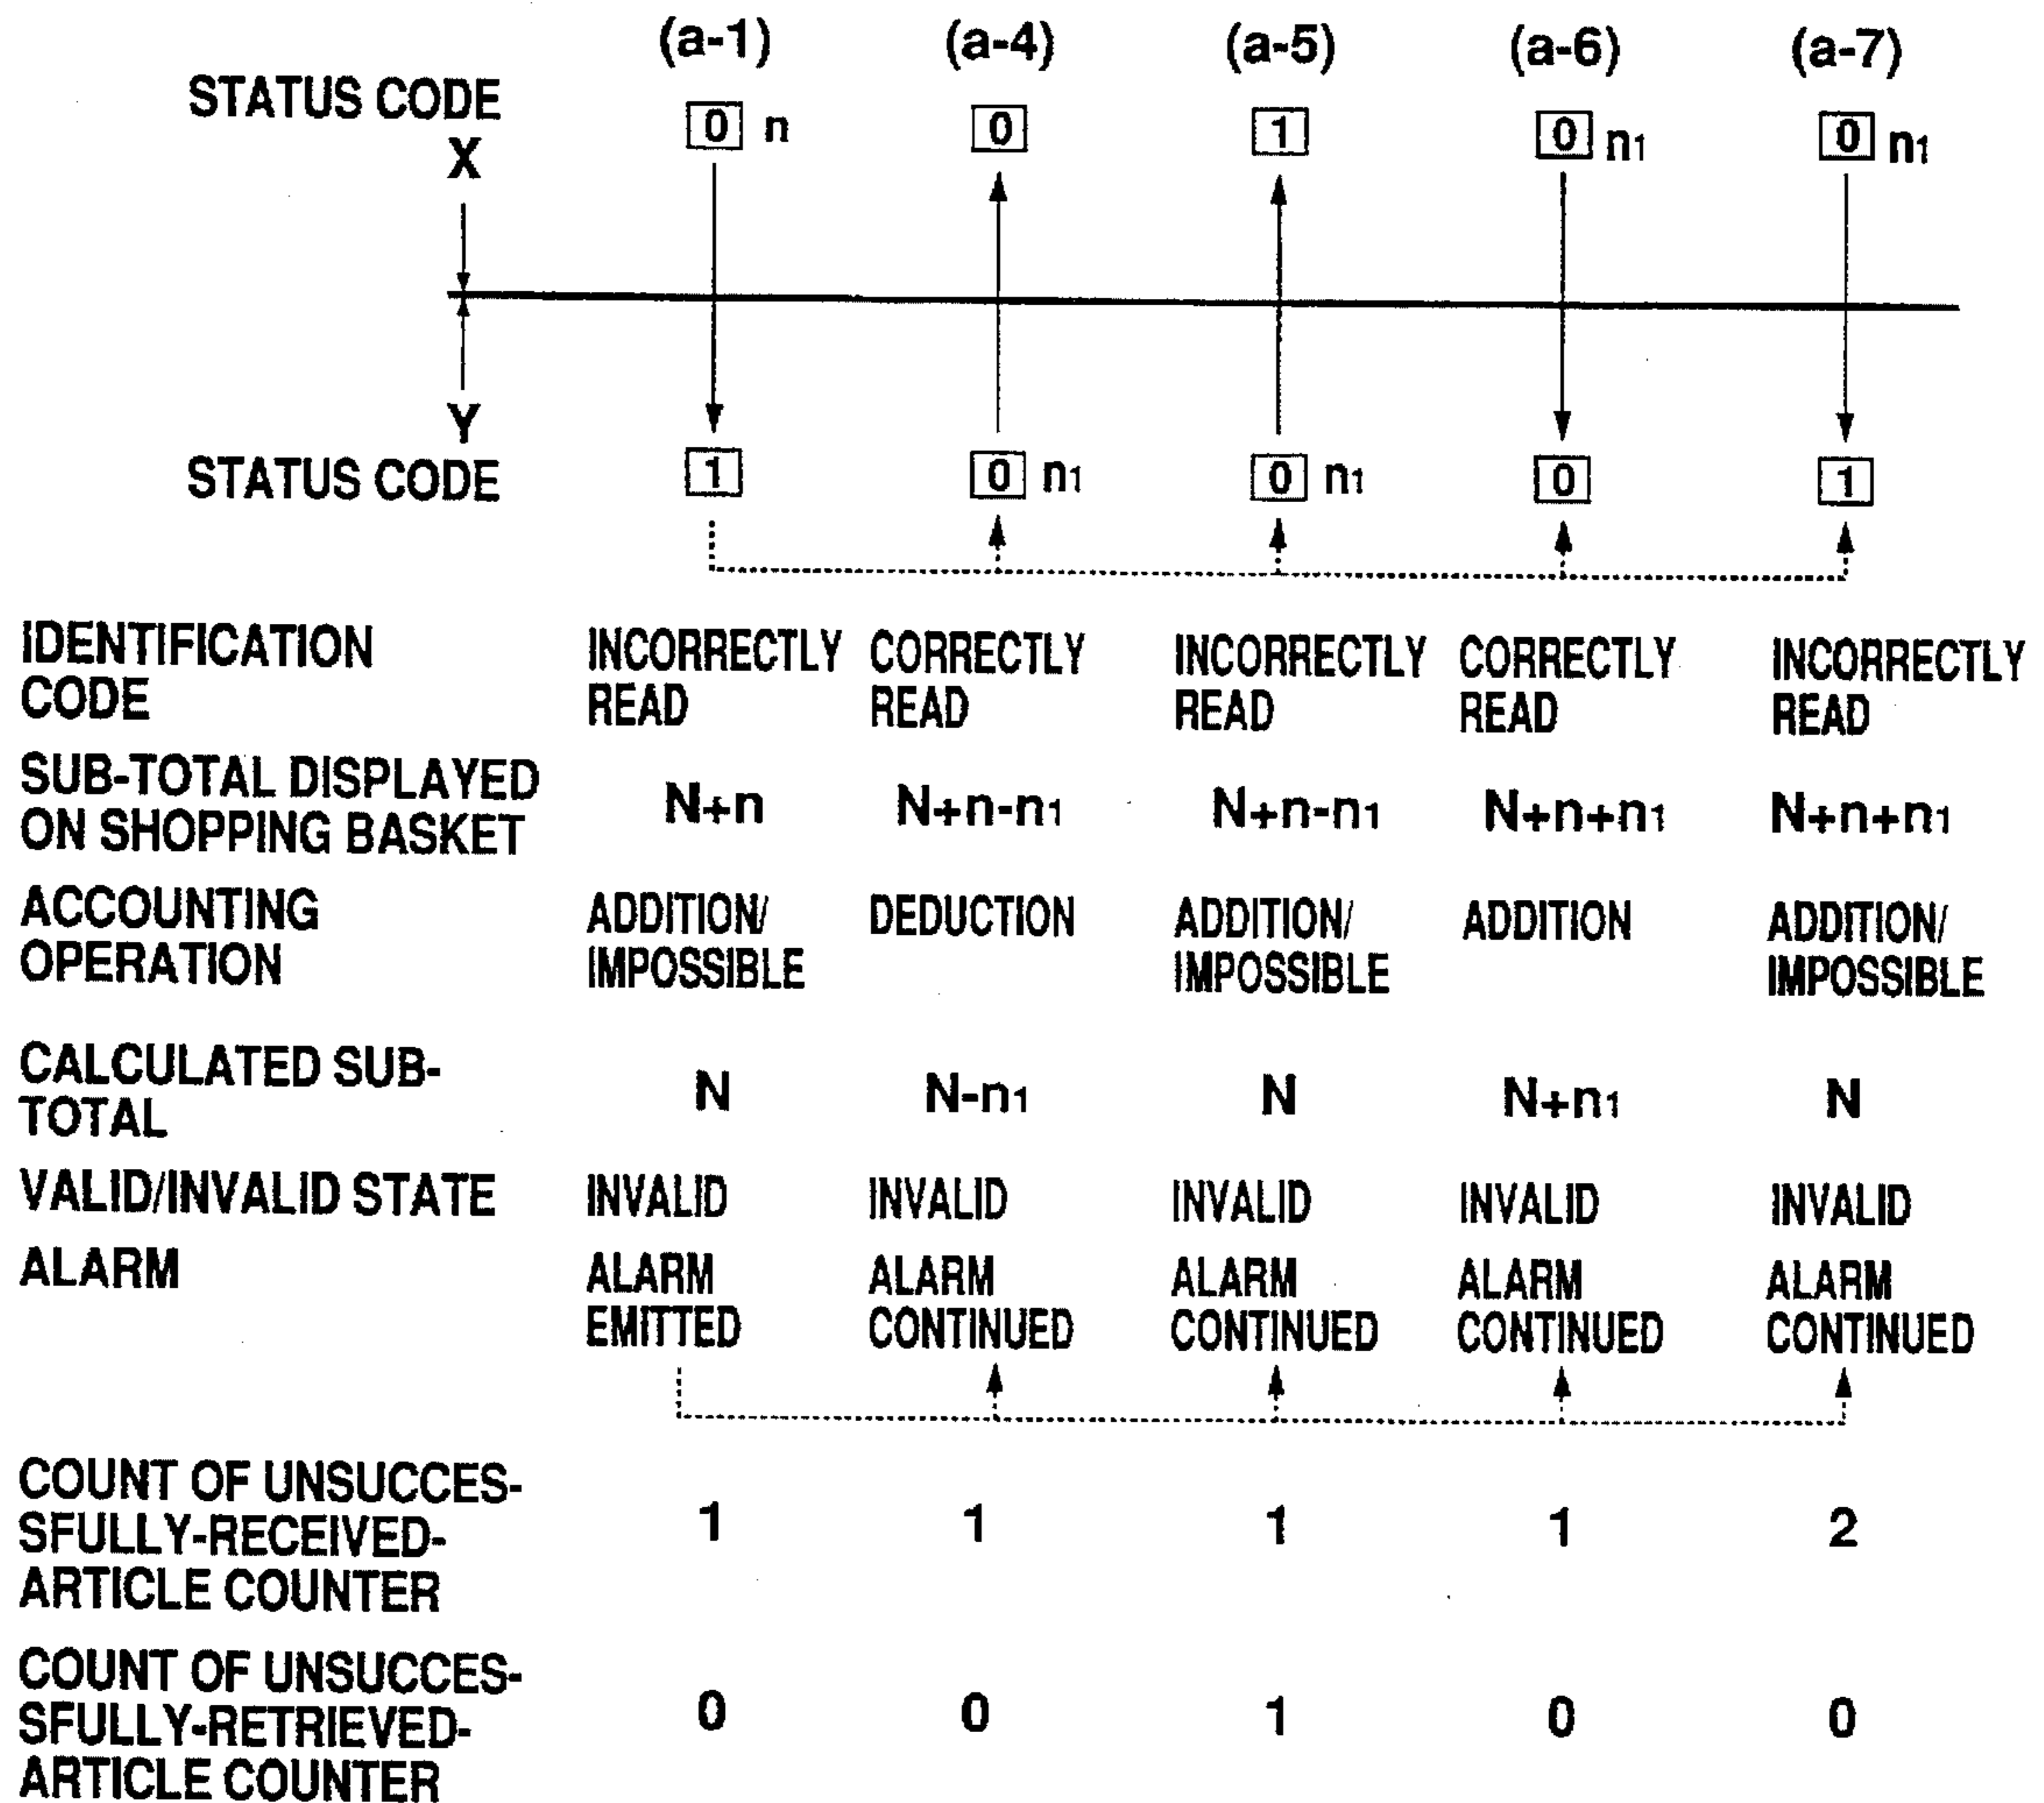 (a-1) (a-4) (a-5) (a-6) (a-7)
STATUS CODE
X
0 n 0 1 0 n1 0 n1
Y
STATUS CODE
1 0 n1 0 n1 0 1
IDENTIFICATION
CODE
INCORRECTLY
READ
CORRECTLY
READ
INCORRECTLY
READ
CORRECTLY
READ
INCORRECTLY
READ
SUB-TOTAL DISPLAYED
ON SHOPPING BASKET
N+n N+n-n1 N+n-n1 N+n+n1 N+n+n1
ACCOUNTING
OPERATION
ADDITION/
IMPOSSIBLE
DEDUCTION
ADDITION/
IMPOSSIBLE
ADDITION
ADDITION/
IMPOSSIBLE
CALCULATED SUB-
TOTAL
N N-n1 N N+n1 N
VALID/INVALID STATE
INVALID INVALID INVALID INVALID INVALID
ALARM
ALARM
EMITTED
ALARM
CONTINUED
ALARM
CONTINUED
ALARM
CONTINUED
ALARM
CONTINUED
COUNT OF UNSUCCES-
SFULLY-RECEIVED-
ARTICLE COUNTER
1 1 1 1 2
COUNT OF UNSUCCES-
SFULLY-RETRIEVED-
ARTICLE COUNTER
0 0 1 0 0